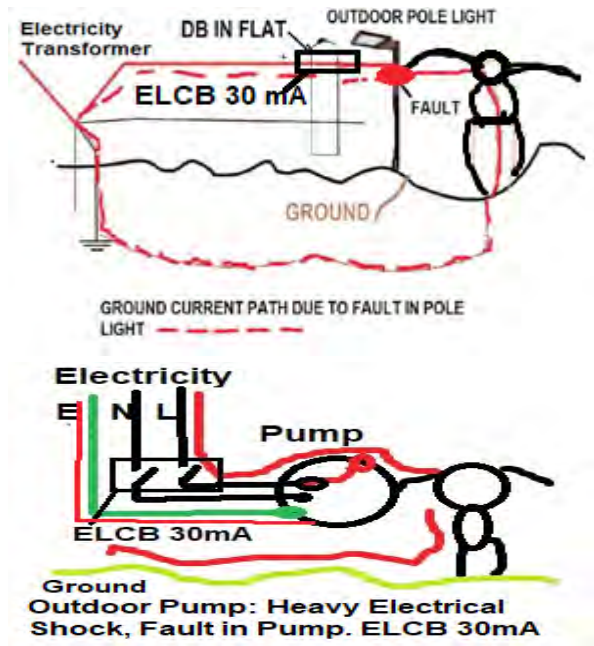 OUTDOOR POLE LIGHT
Electricity
Transformer
DB IN FLAT
ELCB 30 mA
FAULT
GROUND
GROUND CURRENT PATH DUE TO FAULT IN POLE
LIGHT
Electricity
E N L
Pump
ELCB 30mA
Ground
Outdoor Pump: Heavy Electrical
Shock, Fault in Pump. ELCB 30mA